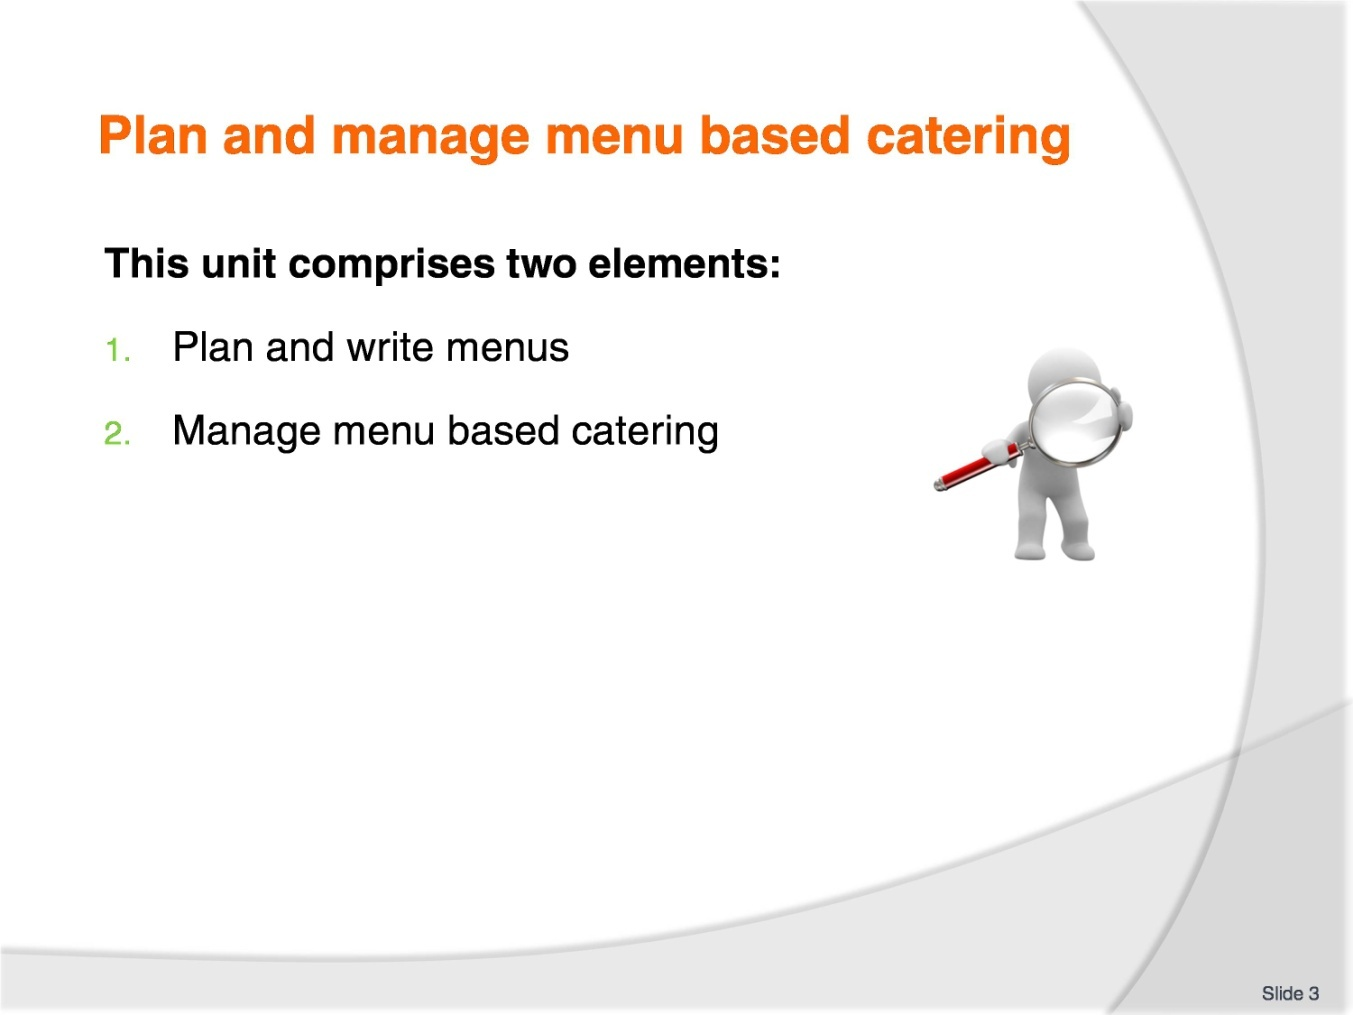 Plan and manage menu based catering
This unit comprises two elements:
1. Plan and write menus
2. Manage menu based catering
Slide 3